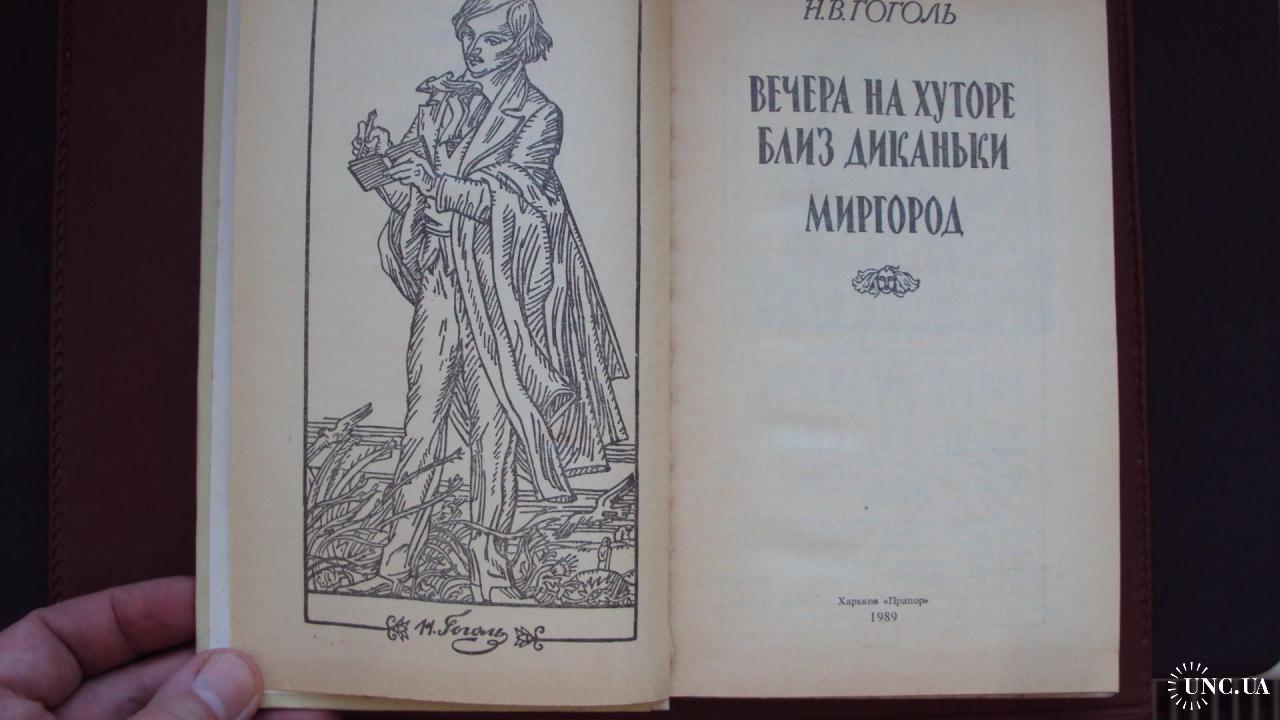 Н. Гоголь
Н.В.ГОГОЛЬ
ВЕЧЕРА НА ХУТОРЕ
БЛИЗ ДИКАНЬКИ
МИРГОРОД
Харьков «Прапор»
1989
UNC.UA